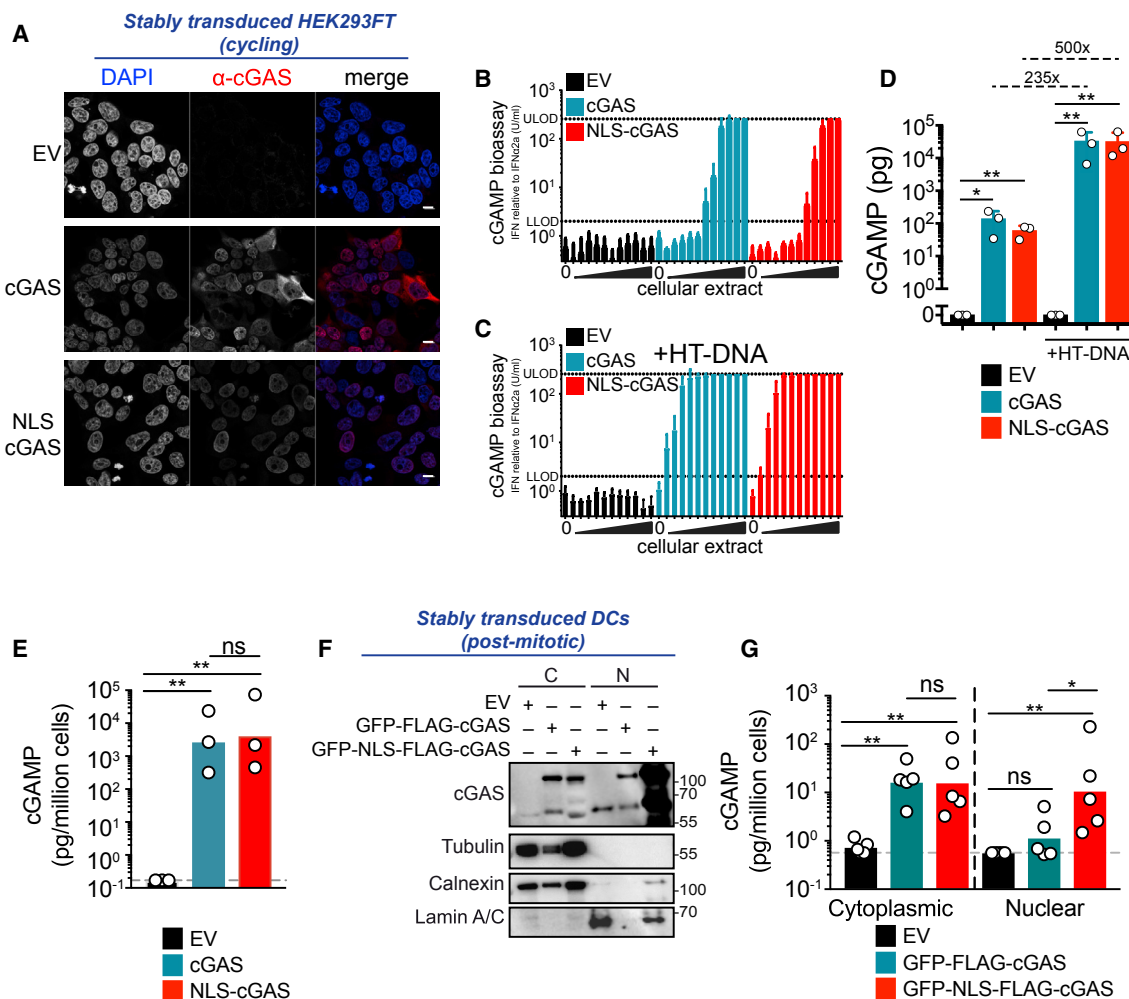 A
Stably transduced HEK293FT
(cycling)
DAPI
α-cGAS
merge
EV
cGAS
NLS
cGAS
B
EV
cGAS
NLS-cGAS
cGAMP bioassay
IFN relative to IFNα2a (U/ml)
10³
ULOD
10²
10¹
LLOD
10⁰
0
0
0
cellular extract
C
EV
cGAS
NLS-cGAS
+HT-DNA
cGAMP bioassay
IFN relative to IFNα2a (U/ml)
10³
ULOD
10²
10¹
LLOD
10⁰
0
0
0
cellular extract
D
500x
235x
**
**
**
*
cGAMP (pg)
10⁵
10⁴
10³
10²
10¹
10⁰
0
+HT-DNA
EV
cGAS
NLS-cGAS
E
ns
**
**
cGAMP
(pg/million cells)
10⁵
10⁴
10³
10²
10¹
10⁰
10⁻¹
EV
cGAS
NLS-cGAS
Stably transduced DCs
(post-mitotic)
F
C N
EV + – – + – –
GFP-FLAG-cGAS – + – – + –
GFP-NLS-FLAG-cGAS – – + – – +
cGAS
100
70
55
Tubulin
55
Calnexin
100
Lamin A/C
70
G
ns
*
**
**
**
ns
cGAMP
(pg/million cells)
10³
10²
10¹
10⁰
10⁻¹
Cytoplasmic
Nuclear
EV
GFP-FLAG-cGAS
GFP-NLS-FLAG-cGAS